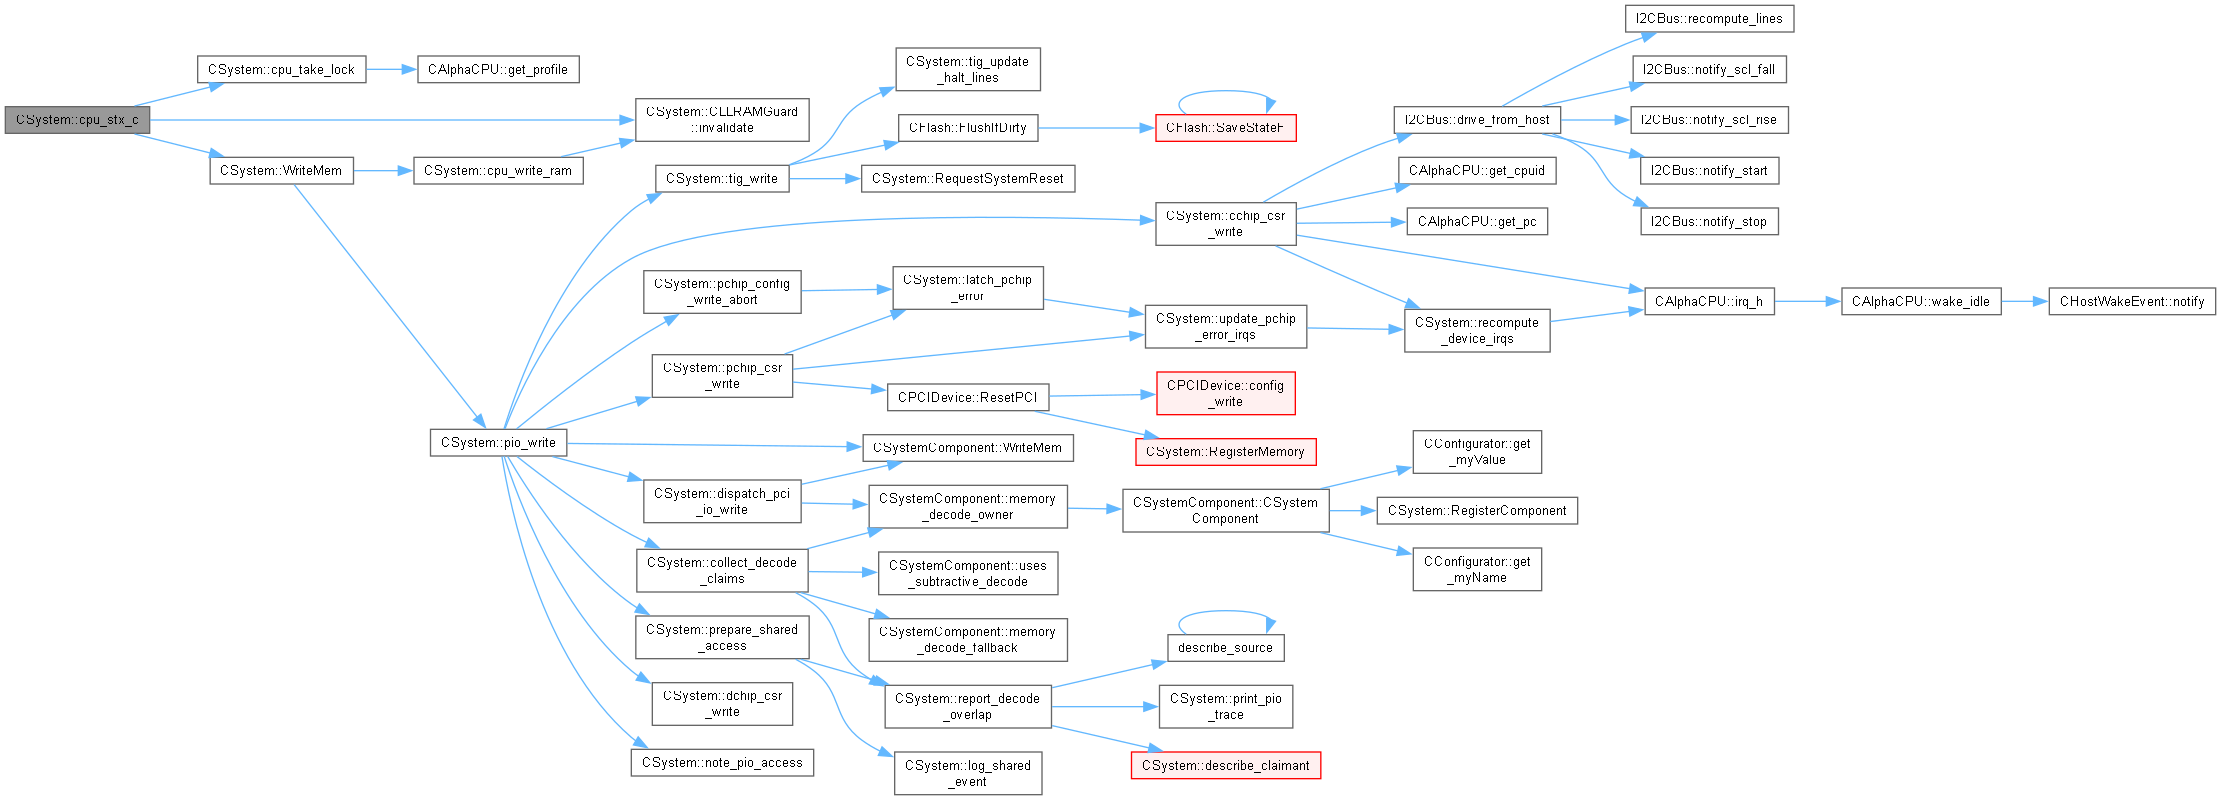 CSystem::cpu_stx_c
CSystem::cpu_take_lock
CAlphaCPU::get_profile
CSystem::CLLRAMGuard
::invalidate
CSystem::WriteMem
CSystem::cpu_write_ram
CSystem::pio_write
CSystem::tig_write
CSystem::tig_update
_halt_lines
CFlash::FlushIfDirty
CFlash::SaveStateF
CSystem::RequestSystemReset
CSystem::cchip_csr
_write
I2CBus::drive_from_host
I2CBus::recompute_lines
I2CBus::notify_scl_fall
I2CBus::notify_scl_rise
I2CBus::notify_start
I2CBus::notify_stop
CAlphaCPU::get_cpuid
CAlphaCPU::get_pc
CAlphaCPU::irq_h
CAlphaCPU::wake_idle
CHostWakeEvent::notify
CSystem::recompute
_device_irqs
CSystem::pchip_config
_write_abort
CSystem::latch_pchip
_error
CSystem::update_pchip
_error_irqs
CSystem::pchip_csr
_write
CPCIDevice::ResetPCI
CPCIDevice::config
_write
CSystem::RegisterMemory
CSystemComponent::WriteMem
CSystem::dispatch_pci
_io_write
CSystemComponent::memory
_decode_owner
CSystemComponent::CSystem
Component
CConfigurator::get
_myValue
CSystem::RegisterComponent
CConfigurator::get
_myName
CSystem::collect_decode
_claims
CSystemComponent::uses
_subtractive_decode
CSystemComponent::memory
_decode_fallback
CSystem::prepare_shared
_access
CSystem::report_decode
_overlap
describe_source
CSystem::print_pio
_trace
CSystem::describe_claimant
CSystem::dchip_csr
_write
CSystem::log_shared
_event
CSystem::note_pio_access